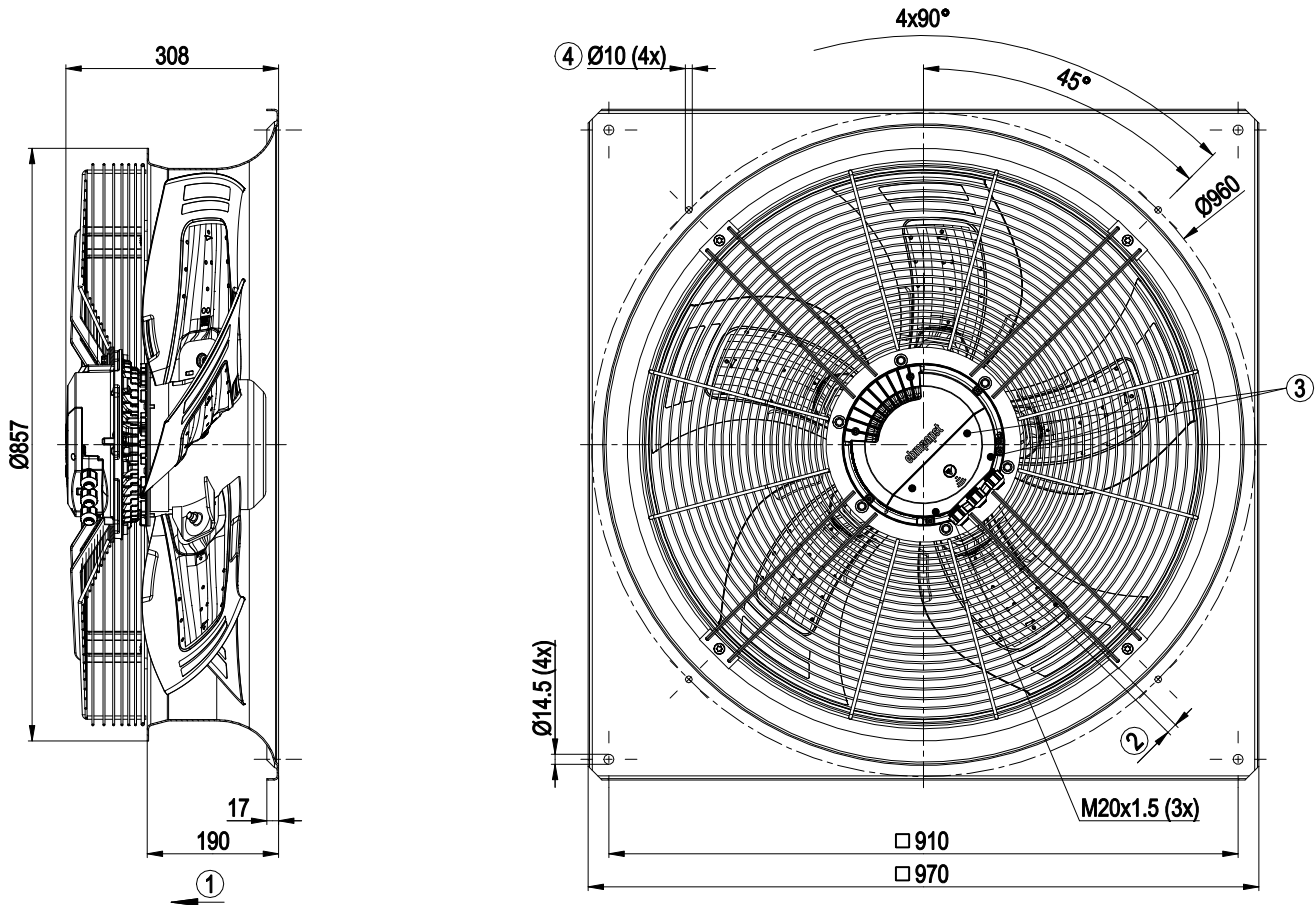 4x90°
308
④ Ø10 (4x)
45°
Ø960
③
Ø857
ebmpapst
Ø14.5 (4x)
②
17
M20x1.5 (3x)
190
□ 910
□ 970
①